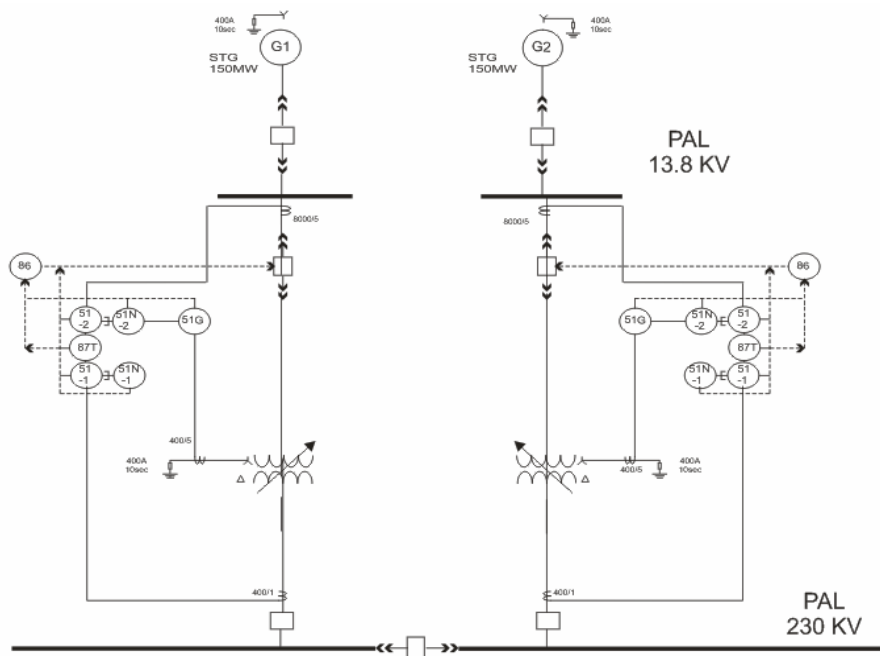 400A
10sec
G1
STG
150MW
400A
10sec
G2
STG
150MW
PAL
13.8 KV
8000/5
8000/5
86
86
51
-2
51N
-2
51G
87T
51
-1
51N
-1
51G
51N
-2
51
-2
87T
51N
-1
51
-1
400/5
400A
10sec
Δ
400/5
400A
10sec
Δ
400/1
400/1
PAL
230 KV